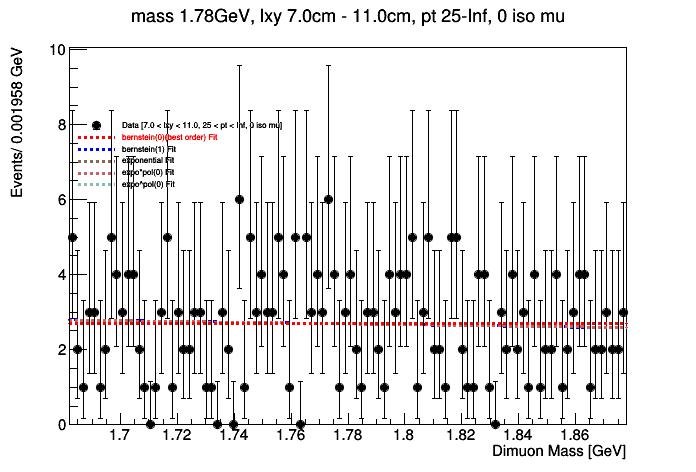 mass 1.78GeV, lxy 7.0cm - 11.0cm, pt 25-Inf, 0 iso mu
Events/ 0.001958 GeV
10
8
6
4
2
0
Data [7.0 < lxy < 11.0, 25 < pt < Inf, 0 iso mu]
bernstein(0)(best order) Fit
bernstein(1) Fit
exponential Fit
expo*pol(0) Fit
expo^pol(0) Fit
1.7 1.72 1.74 1.76 1.78 1.8 1.82 1.84 1.86
Dimuon Mass [GeV]